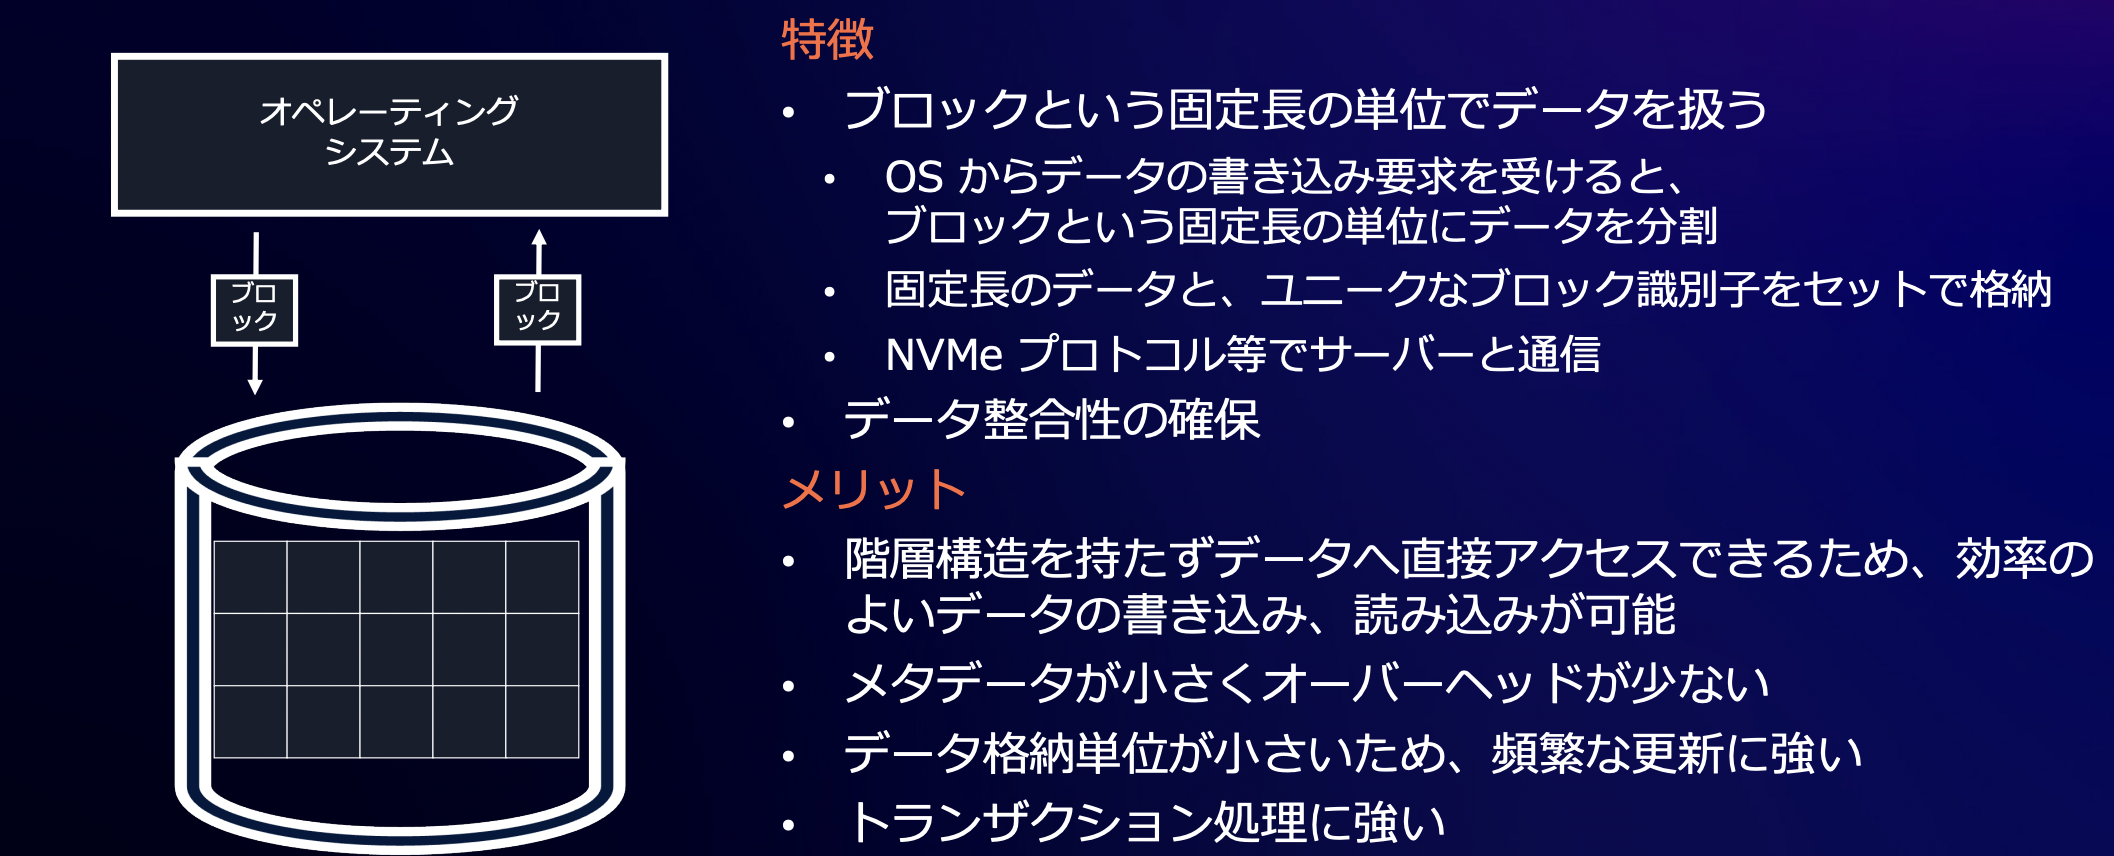 オペレーティング
システム
ブロ
ック
ブロ
ック
特徴
• ブロックという固定長の単位でデータを扱う
• OS からデータの書き込み要求を受けると、
ブロックという固定長の単位にデータを分割
• 固定長のデータと、ユニークなブロック識別子をセットで格納
• NVMe プロトコル等でサーバーと通信
• データ整合性の確保
メリット
• 階層構造を持たずデータへ直接アクセスできるため、効率の
よいデータの書き込み、読み込みが可能
• メタデータが小さくオーバーヘッドが少ない
• データ格納単位が小さいため、頻繁な更新に強い
• トランザクション処理に強い